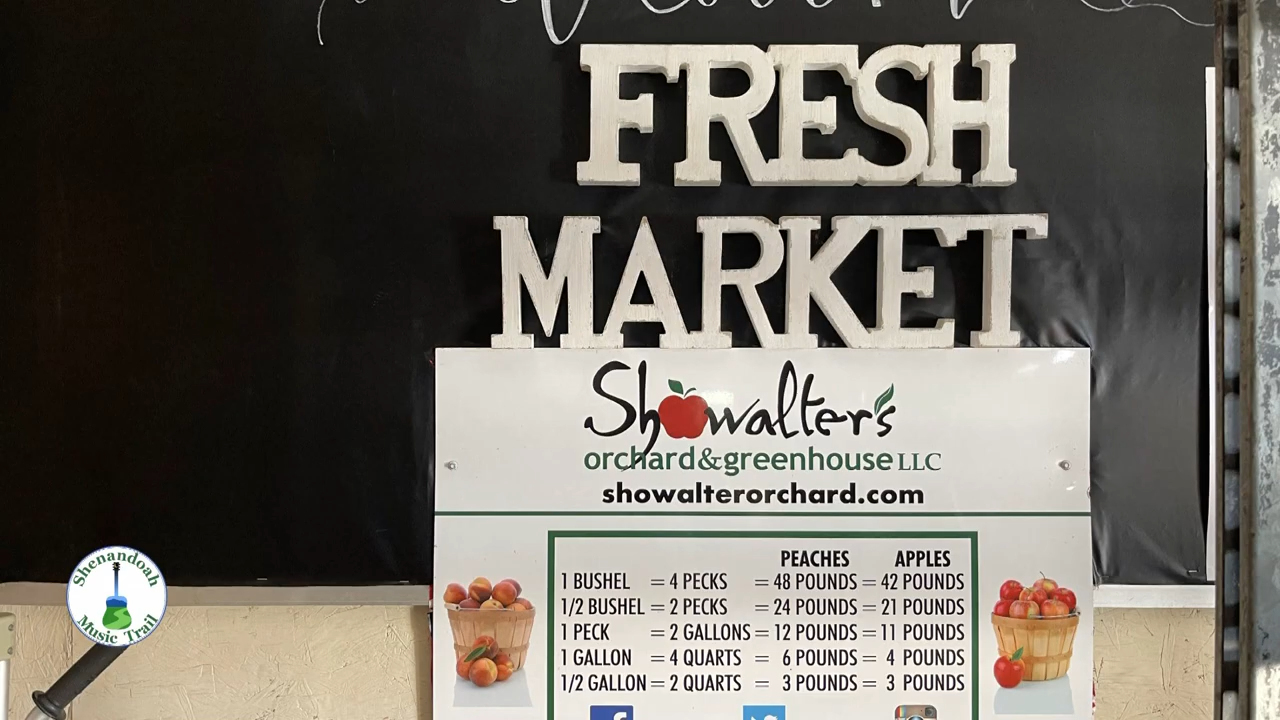 FRESH
MARKET
Showalter's
orchard&greenhouse LLC
showalterorchard.com
PEACHES APPLES
1 BUSHEL = 4 PECKS = 48 POUNDS = 42 POUNDS
1/2 BUSHEL = 2 PECKS = 24 POUNDS = 21 POUNDS
1 PECK = 2 GALLONS = 12 POUNDS = 11 POUNDS
1 GALLON = 4 QUARTS = 6 POUNDS = 4 POUNDS
1/2 GALLON = 2 QUARTS = 3 POUNDS = 3 POUNDS
Shenandoah
Music Trail